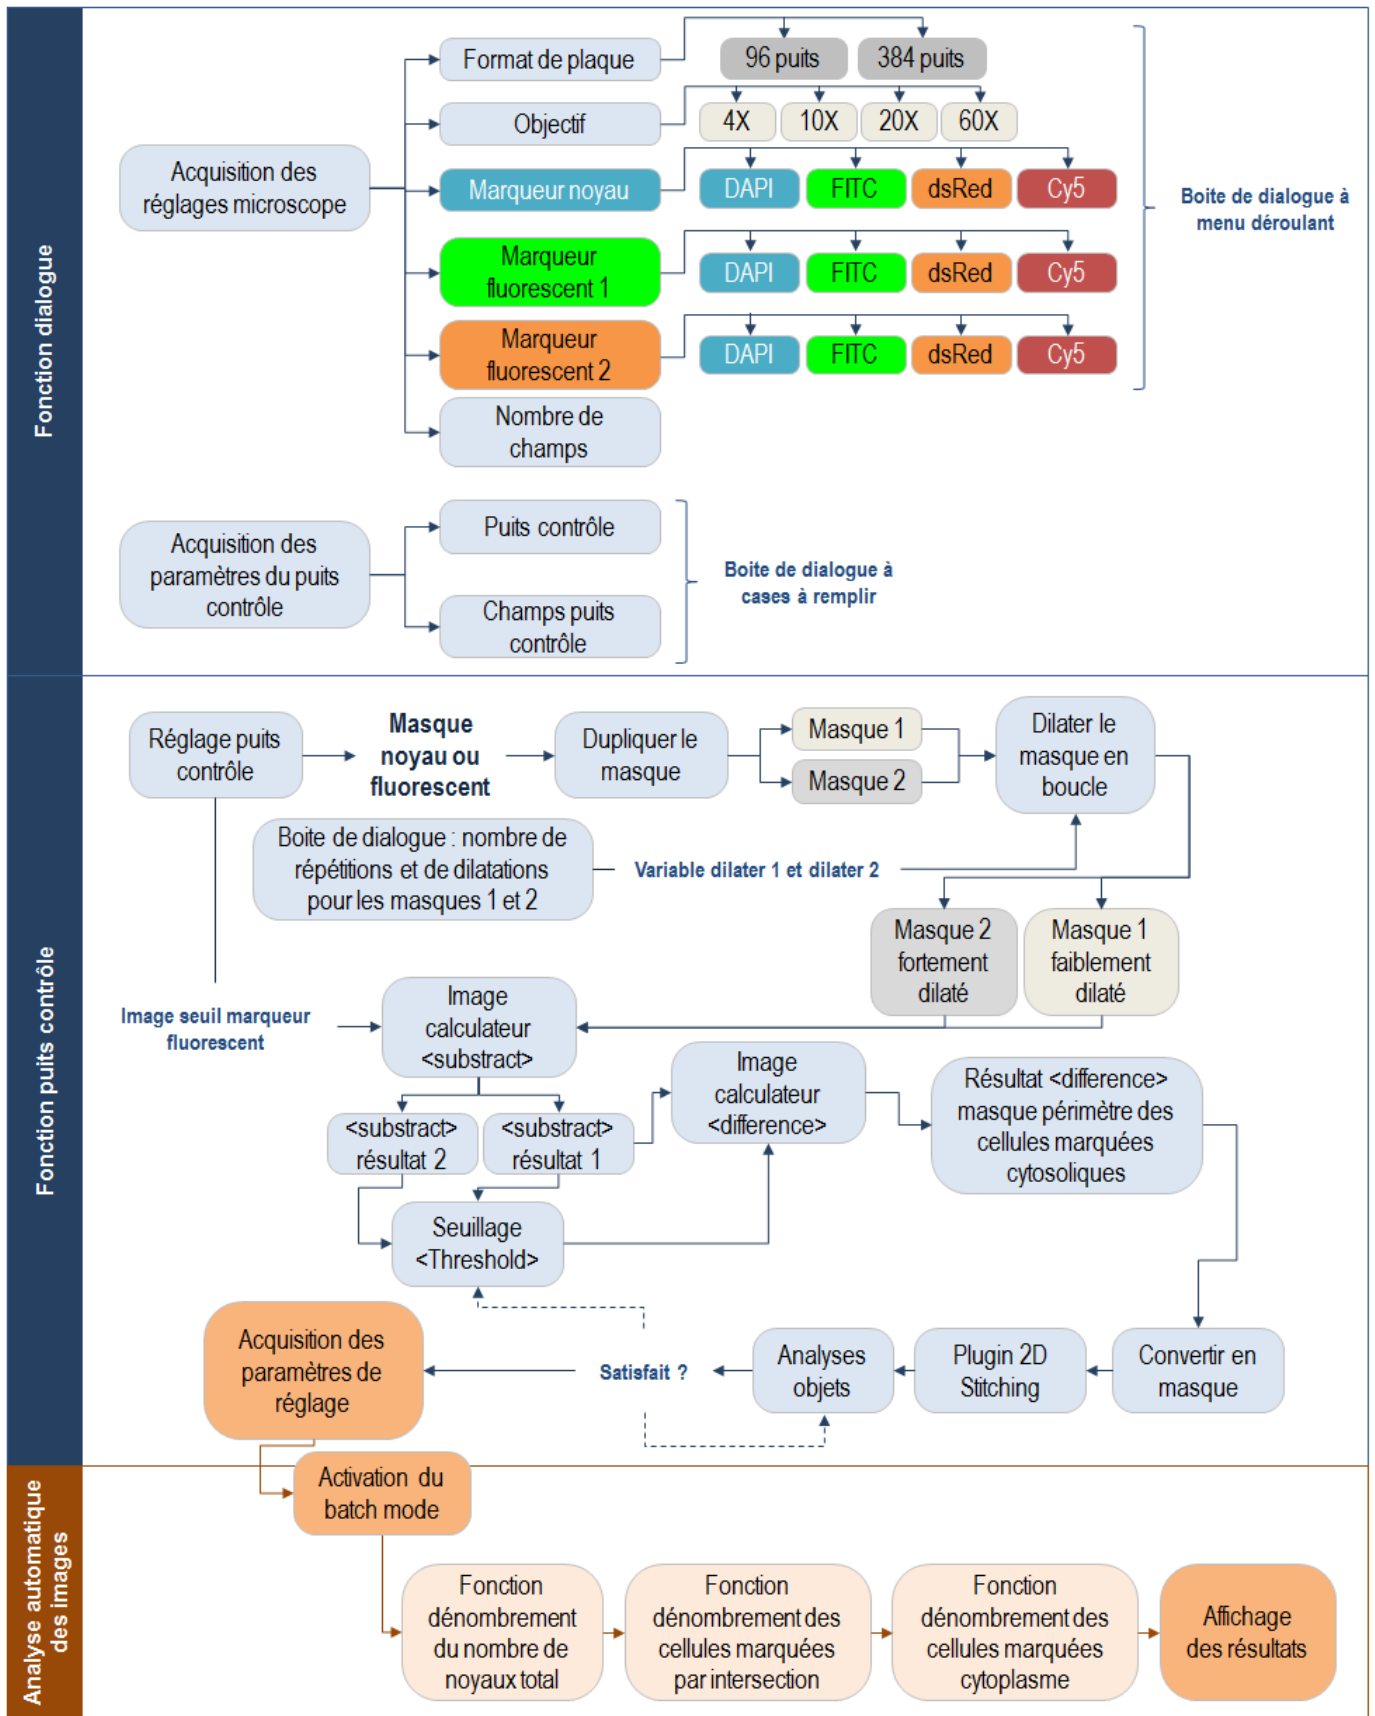 Fonction dialogue
Format de plaque
96 puits
384 puits
Objectif
4X
10X
20X
60X
Acquisition des
réglages microscope
Marqueur noyau
DAPI
FITC
dsRed
Cy5
Boite de dialogue à
menu déroulant
Marqueur
fluorescent 1
DAPI
FITC
dsRed
Cy5
Marqueur
fluorescent 2
DAPI
FITC
dsRed
Cy5
Nombre de
champs
Acquisition des
paramètres du puits
contrôle
Puits contrôle
Champs puits
contrôle
Boite de dialogue à
cases à remplir
Fonction puits contrôle
Réglage puits
contrôle
Masque
noyau ou
fluorescent
Dupliquer le
masque
Masque 1
Masque 2
Dilater le
masque en
boucle
Boite de dialogue : nombre de
répétitions et de dilatations
pour les masques 1 et 2
Variable dilater 1 et dilater 2
Masque 2
fortement
dilaté
Masque 1
faiblement
dilaté
Image seuil marqueur
fluorescent
Image
calculateur
<substract>
<substract>
résultat 2
<substract>
résultat 1
Image
calculateur
<difference>
Résultat <difference>
masque périmètre des
cellules marquées
cytosoliques
Seuillage
<Threshold>
Acquisition des
paramètres de
réglage
Satisfait ?
Analyses
objets
Plugin 2D
Stitching
Convertir en
masque
Analyse automatique
des images
Activation du
batch mode
Fonction
dénombrement
du nombre de
noyaux total
Fonction
dénombrement des
cellules marquées
par intersection
Fonction
dénombrement des
cellules marquées
cytoplasme
Affichage
des résultats